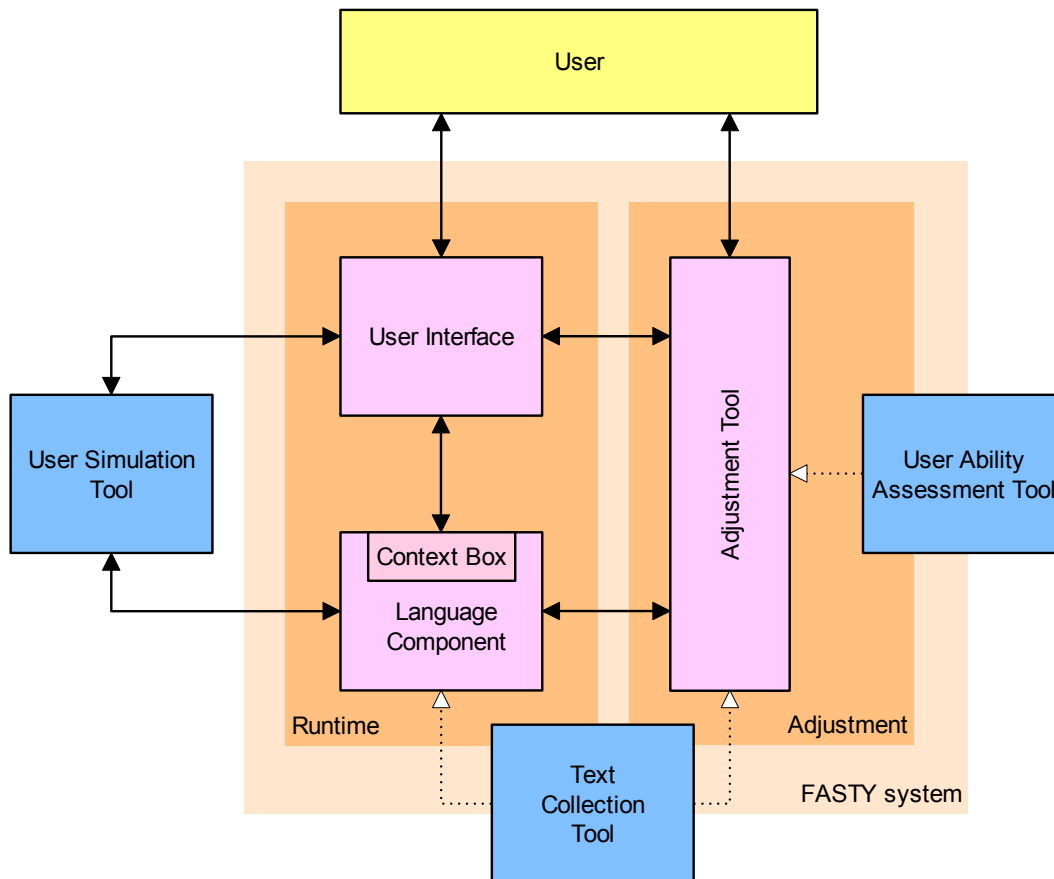 User
User Interface
Adjustment Tool
User Simulation
Tool
User Ability
Assessment Tool
Context Box
Language
Component
Runtime
Adjustment
Text
Collection
Tool
FASTY system